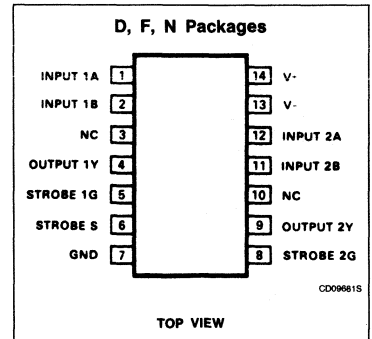 D, F, N Packages
INPUT 1A 1 14 V-
INPUT 1B 2 13 V-
NC 3 12 INPUT 2A
OUTPUT 1Y 4 11 INPUT 2B
STROBE 1G 5 10 NC
STROBE S 6 9 OUTPUT 2Y
GND 7 8 STROBE 2G
CD09681S
TOP VIEW